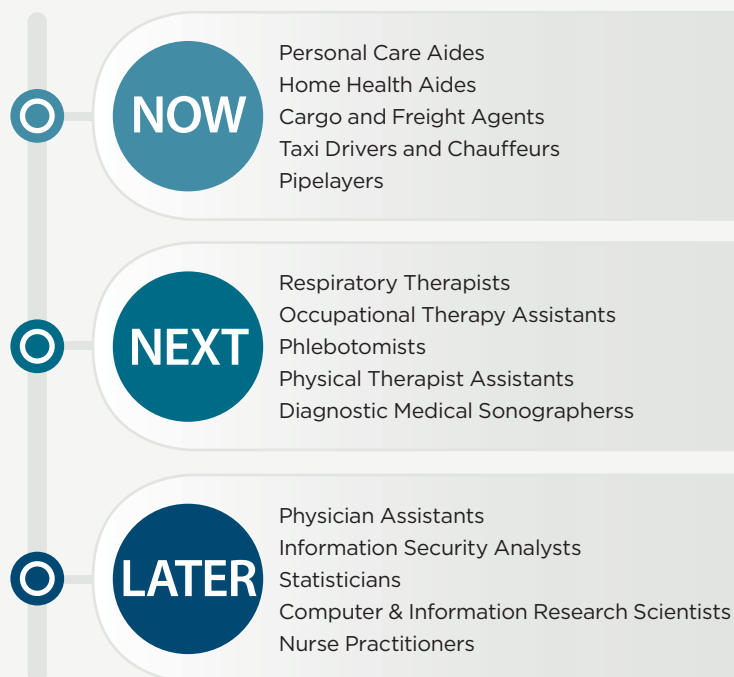 NOW
Personal Care Aides
Home Health Aides
Cargo and Freight Agents
Taxi Drivers and Chauffeurs
Pipelayers
NEXT
Respiratory Therapists
Occupational Therapy Assistants
Phlebotomists
Physical Therapist Assistants
Diagnostic Medical Sonographerss
LATER
Physician Assistants
Information Security Analysts
Statisticians
Computer & Information Research Scientists
Nurse Practitioners